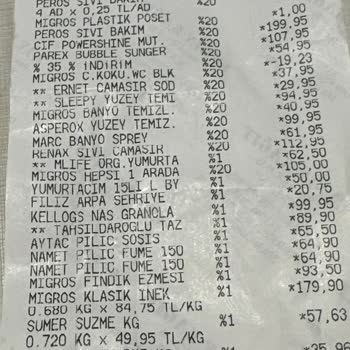 PEROS SIVI BAKIM %20
4 AD x 0,25 TL/AD
MIGROS PLASTIK POSET %20 *1,00
PEROS SIVI BAKIM %20 *199,95
CIF POWERSHINE MUT. %20 *107,95
PAREX BUBBLE SUNGER %20 *54,95
% 35 % İNDİRİM *-19,23
MIGROS C.KOKU.WC BLK %20 *37,95
** ERNET CAMASIR SOD %20 *29,95
** SLEEPY YUZEY TEMI %20 *94,95
MIGROS BANYO TEMIZL. %20 *40,95
ASPEROX YUZEY TEMIZ. %20 *99,95
MARC BANYO SPREY %20 *61,95
RENAX SIVI CAMASIR %20 *112,95
** MLIFE ORG.YUMURTA %1 *62,50
MIGROS HEPSI 1 ARADA %20 *105,00
YUMURTACIM 15LI L BY %1 *50,00
FILIZ ARPA SEHRIYE %1 *20,75
KELLOGS NAS GRANOLA %1 *99,95
** TAHSILDAROGLU TAZ %1 *89,90
AYTAC PILIC SOSIS %1 *65,50
NAMET PILIC FUME 150 %1 *64,90
NAMET PILIC FUME 150 %1 *64,90
MIGROS FINDIK EZMESI %1 *93,50
MIGROS KLASIK INEK %1 *179,90
0.680 KG x 84,75 TL/KG
SUMER SUZME KG %1 *57,63
0.720 KG x 49,95 TL/KG